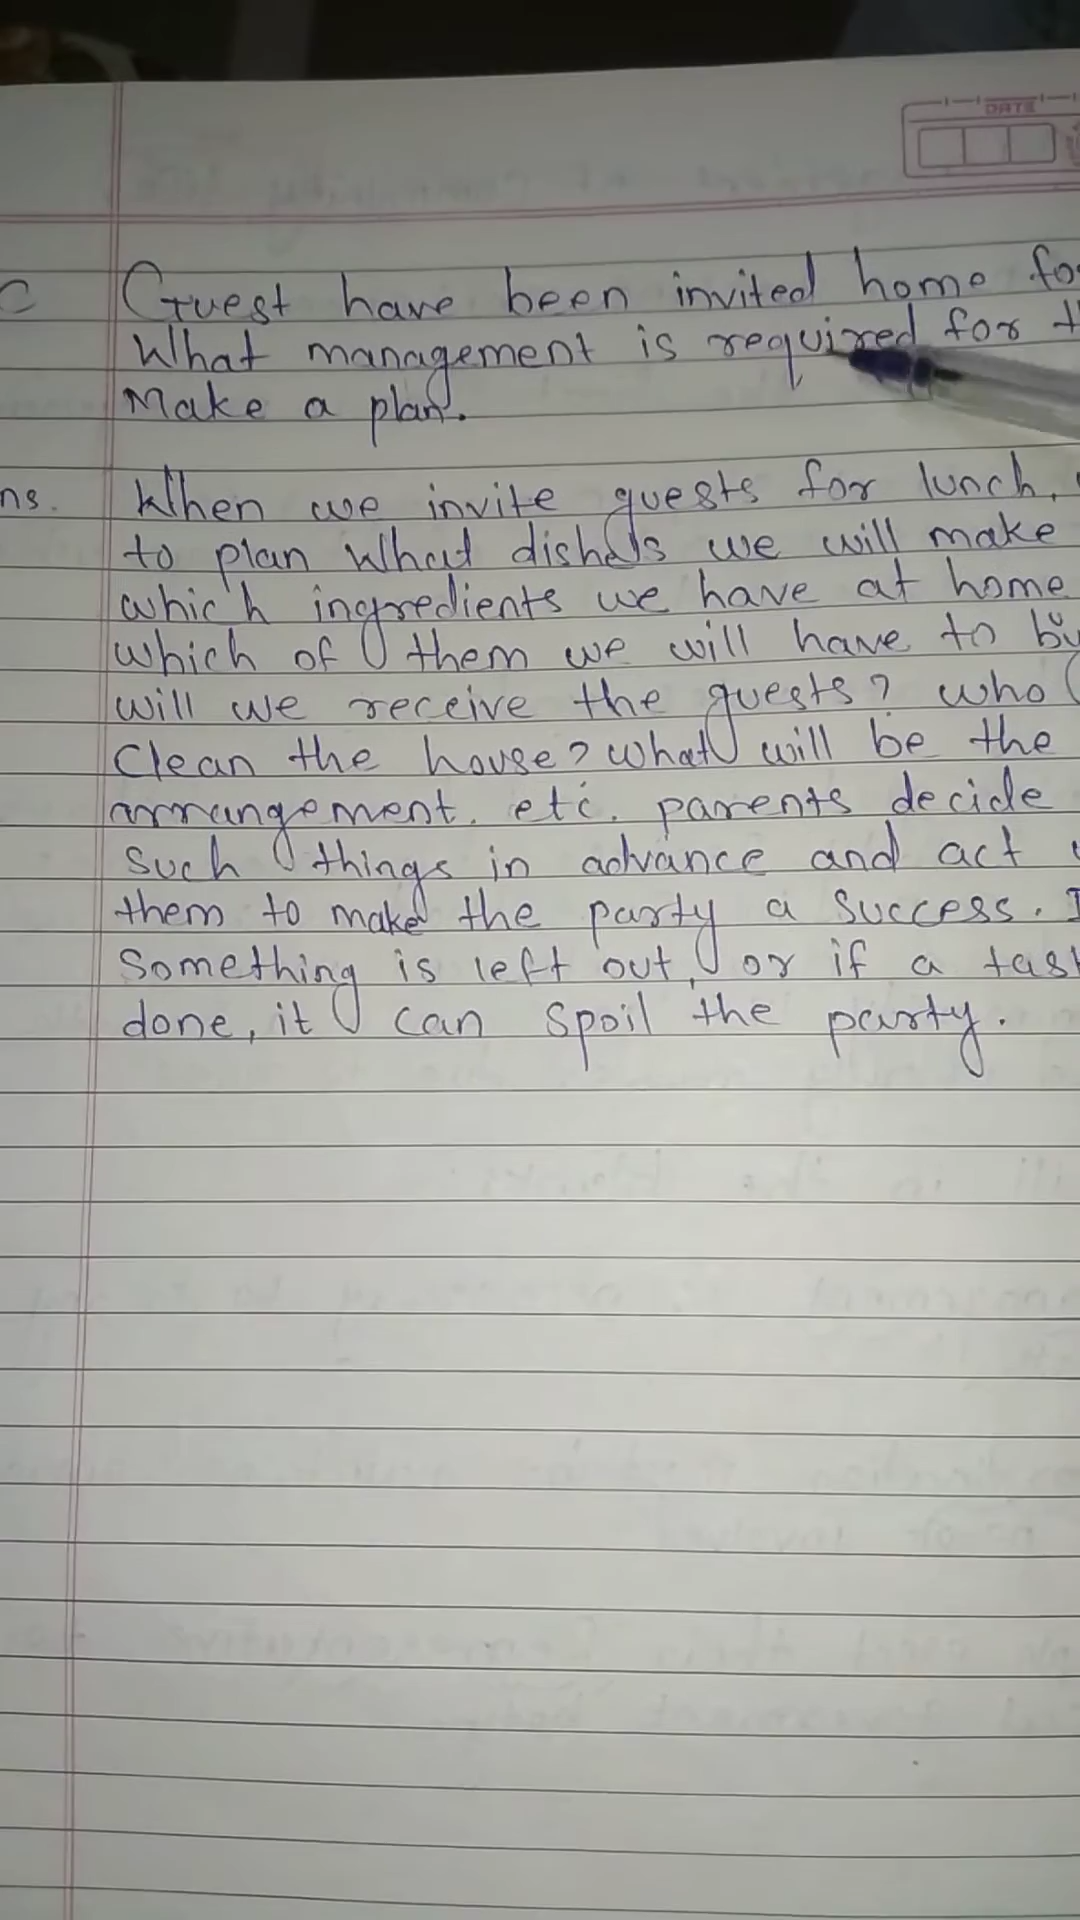 DATE
C Guest have been invited home for
What management is required for th
Make a plan.
ns. When we invite guests for lunch,
to plan what dishes we will make
which ingredients we have at home
which of them we will have to bu
will we receive the guests? who
clean the house? what will be the
arrangement. etc. parents decide
such things in advance and act
them to make the party a success. I
Something is left out, or if a task
done, it can spoil the party.